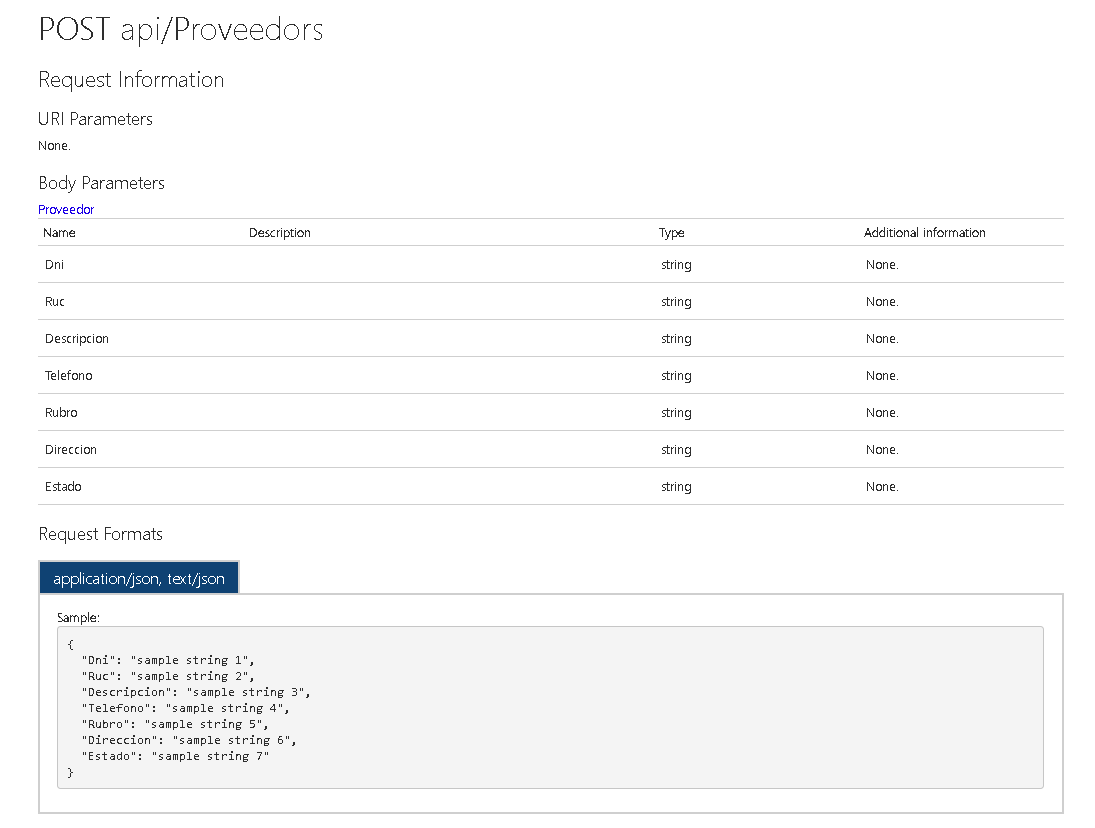 POST api/Proveedors
Request Information
URI Parameters
None.
Body Parameters
Proveedor
Name Description Type Additional information
Dni string None.
Ruc string None.
Descripcion string None.
Telefono string None.
Rubro string None.
Direccion string None.
Estado string None.
Request Formats
application/json, text/json
Sample:
{
  "Dni": "sample string 1",
  "Ruc": "sample string 2",
  "Descripcion": "sample string 3",
  "Telefono": "sample string 4",
  "Rubro": "sample string 5",
  "Direccion": "sample string 6",
  "Estado": "sample string 7"
}